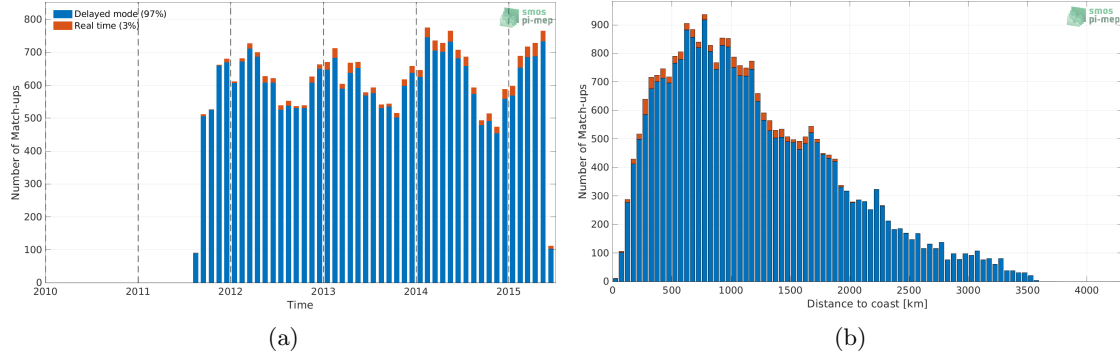 Delayed mode (97%)
Real time (3%)
smos
pi-mep
Number of Match-ups
800
700
600
500
400
300
200
100
0
2010 2011 2012 2013 2014 2015
Time
(a)
smos
pi-mep
Number of Match-ups
900
800
700
600
500
400
300
200
100
0
0 500 1000 1500 2000 2500 3000 3500 4000
Distance to coast [km]
(b)